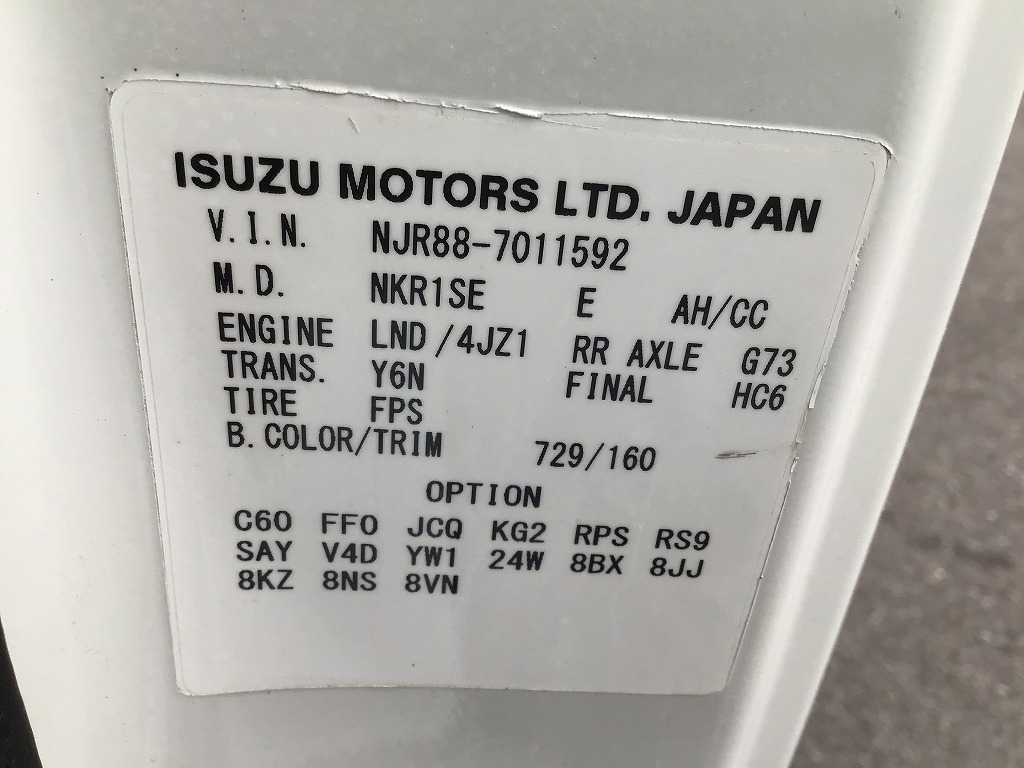 ISUZU MOTORS LTD. JAPAN
V.I.N. NJR88-7011592
M.D. NKR1SE E AH/CC
ENGINE LND/4JZ1 RR AXLE G73
TRANS. Y6N FINAL HC6
TIRE FPS
B.COLOR/TRIM 729/160
OPTION
C60 FF0 JCQ KG2 RPS RS9
SAY V4D YW1 24W 8BX 8JJ
8KZ 8NS 8VN